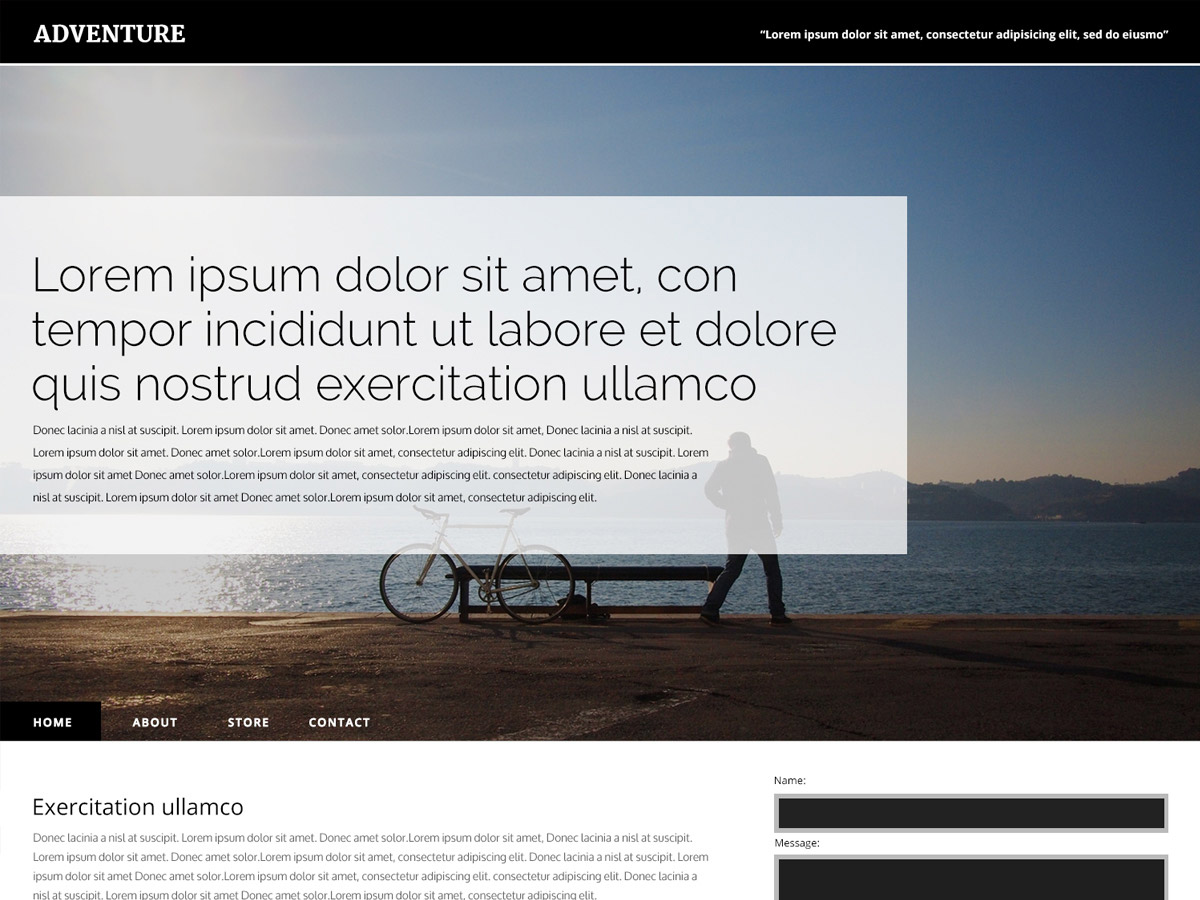 ADVENTURE
“Lorem ipsum dolor sit amet, consectetur adipisicing elit, sed do eiusmo”
Lorem ipsum dolor sit amet, con
tempor incididunt ut labore et dolore
quis nostrud exercitation ullamco
Donec lacinia a nisl at suscipit. Lorem ipsum dolor sit amet. Donec amet solor.Lorem ipsum dolor sit amet, Donec lacinia a nisl at suscipit.
Lorem ipsum dolor sit amet. Donec amet solor.Lorem ipsum dolor sit amet, consectetur adipiscing elit. Donec lacinia a nisl at suscipit. Lorem
ipsum dolor sit amet Donec amet solor.Lorem ipsum dolor sit amet, consectetur adipiscing elit. consectetur adipiscing elit. Donec lacinia a
nisl at suscipit. Lorem ipsum dolor sit amet Donec amet solor.Lorem ipsum dolor sit amet, consectetur adipiscing elit.
HOME ABOUT STORE CONTACT
Exercitation ullamco
Donec lacinia a nisl at suscipit. Lorem ipsum dolor sit amet. Donec amet solor.Lorem ipsum dolor sit amet, Donec lacinia a nisl at suscipit.
Lorem ipsum dolor sit amet. Donec amet solor.Lorem ipsum dolor sit amet, consectetur adipiscing elit. Donec lacinia a nisl at suscipit. Lorem
ipsum dolor sit amet Donec amet solor.Lorem ipsum dolor sit amet, consectetur adipiscing elit. consectetur adipiscing elit. Donec lacinia a
nisl at suscipit. Lorem ipsum dolor sit amet Donec amet solor.Lorem ipsum dolor sit amet, consectetur adipiscing elit.
Name:
Message: